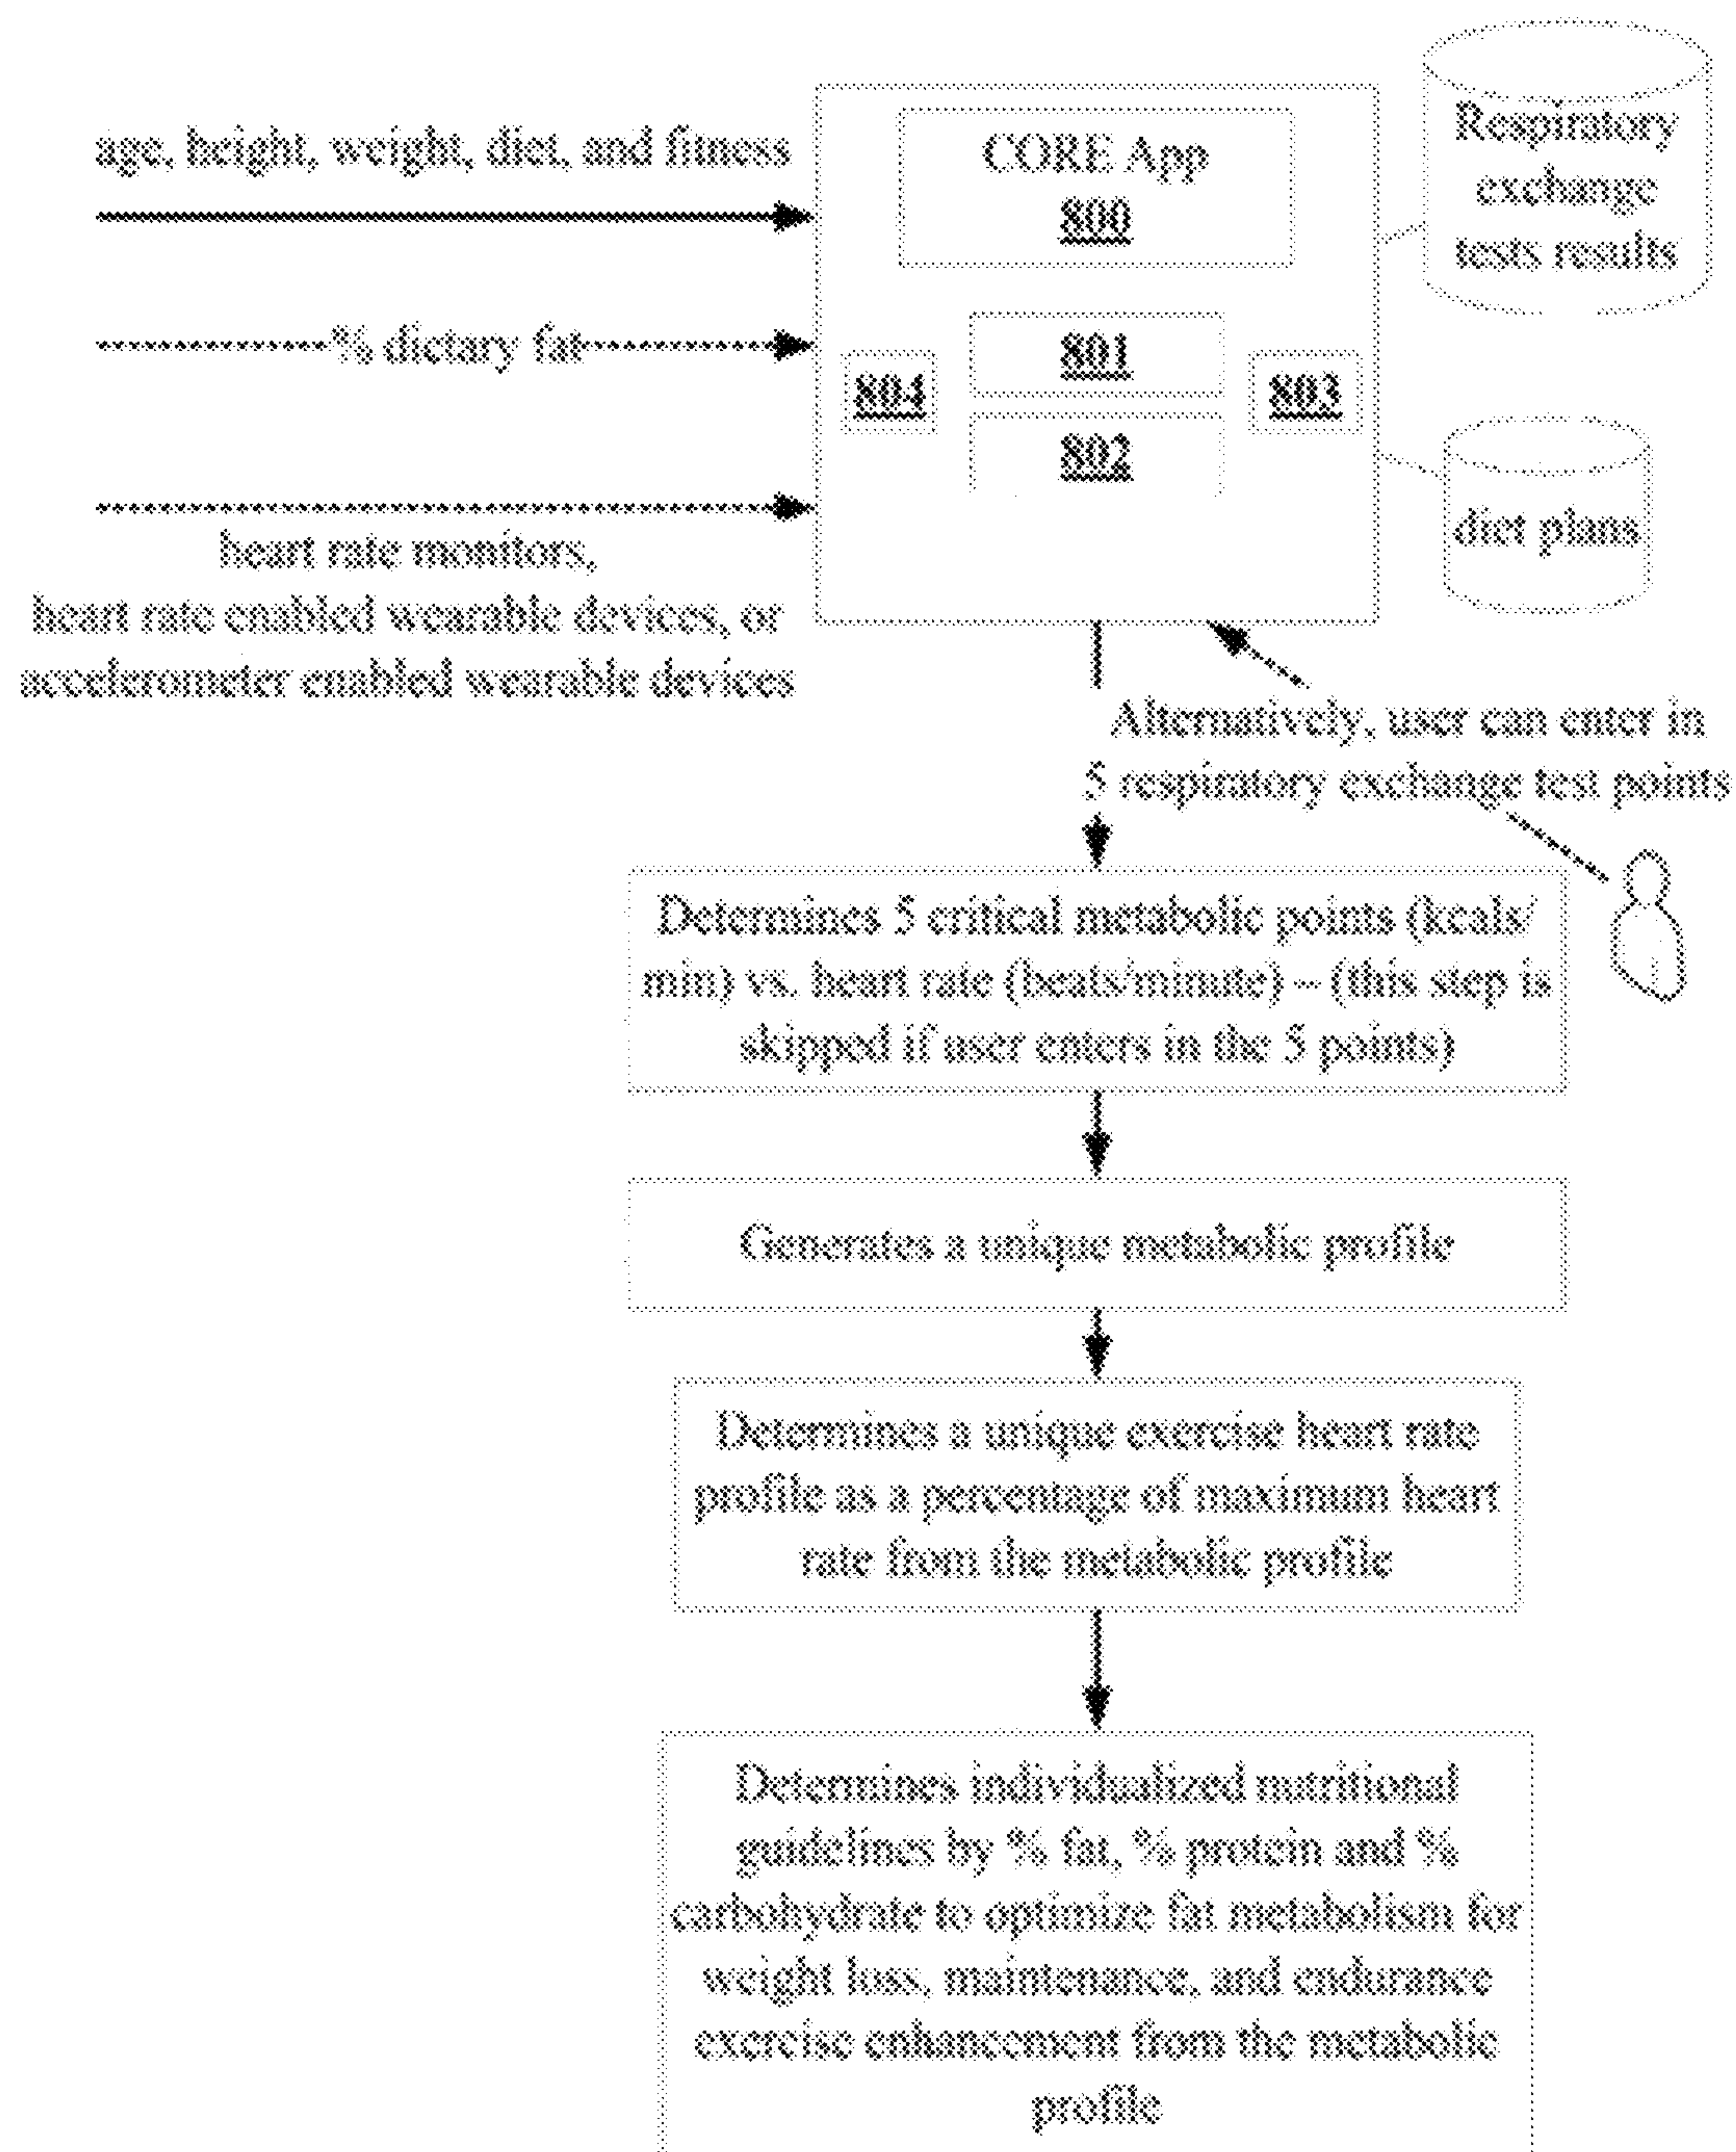 age, height, weight, diet, and fitness
CORE App
800
Respiratory
exchange
tests results
% dietary fat
801
804
803
802
diet plans
heart rate monitors,
heart rate enabled wearable devices, or
accelerometer enabled wearable devices
Alternatively, user can enter in
5 respiratory exchange test points
Determines 5 critical metabolic points (kcals/
min) vs. heart rate (beats/minute) – (this step is
skipped if user enters in the 5 points)
Generates a unique metabolic profile
Determines a unique exercise heart rate
profile as a percentage of maximum heart
rate from the metabolic profile
Determines individualized nutritional
guidelines by % fat, % protein and %
carbohydrate to optimize fat metabolism for
weight loss, maintenance, and endurance
exercise enhancement from the metabolic
profile